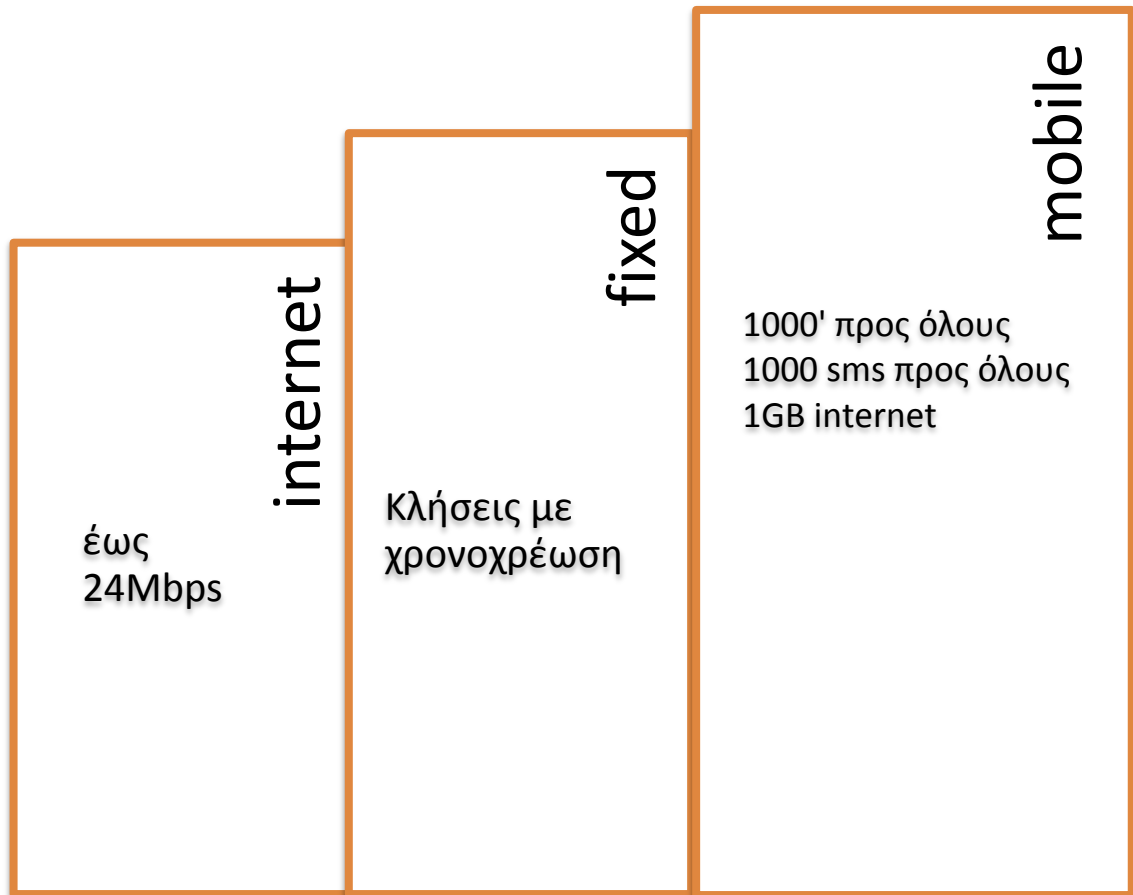 internet
έως
24Mbps
fixed
Κλήσεις με
χρονοχρέωση
mobile
1000' προς όλους
1000 sms προς όλους
1GB internet